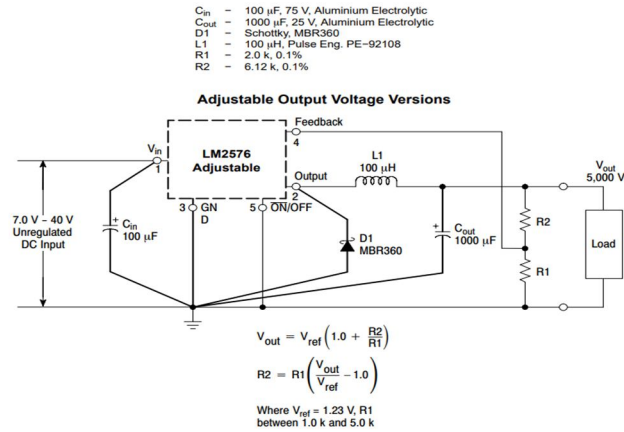 Cin – 100 µF, 75 V, Aluminium Electrolytic
Cout – 1000 µF, 25 V, Aluminium Electrolytic
D1 – Schottky, MBR360
L1 – 100 µH, Pulse Eng. PE−92108
R1 – 2.0 k, 0.1%
R2 – 6.12 k, 0.1%
Adjustable Output Voltage Versions
Feedback
4
Vin
1
LM2576
Adjustable
Output
2
L1
100 µH
Vout
5,000 V
3 GN
D
5 ON/OFF
7.0 V − 40 V
Unregulated
DC Input
+ Cin
100 µF
D1
MBR360
+ Cout
1000 µF
R2
R1
Load
Vout = Vref (1.0 + R2/R1)
R2 = R1 (Vout/Vref − 1.0)
Where Vref = 1.23 V, R1
between 1.0 k and 5.0 k